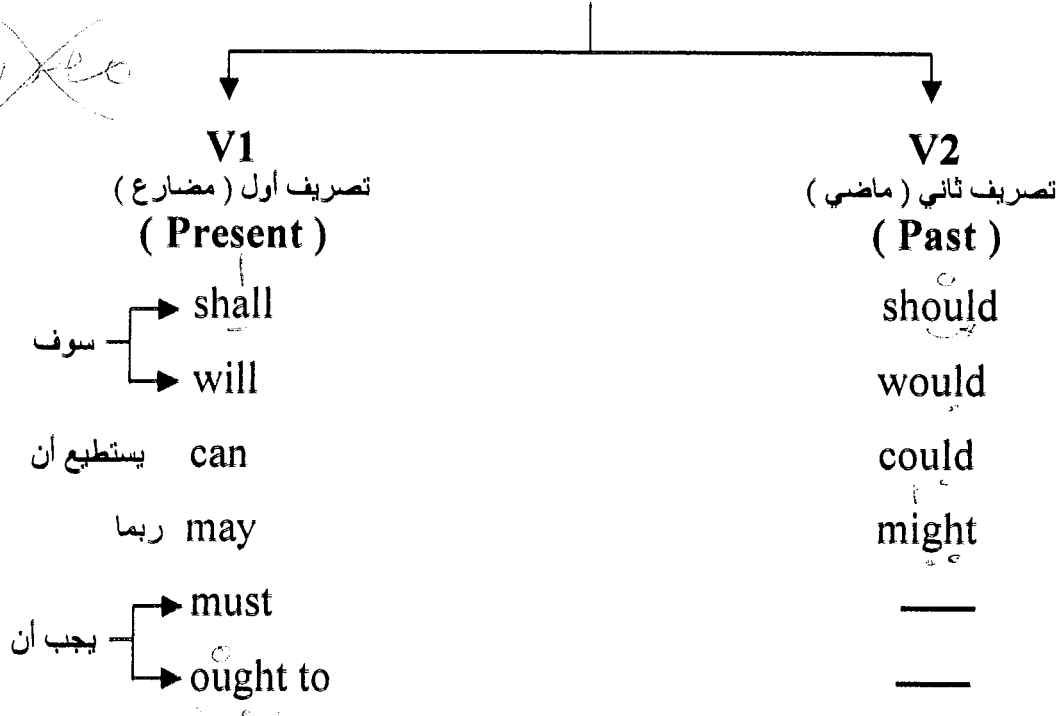 V1 V2
تصريف أول ( مضارع ) تصريف ثاني ( ماضي )
( Present ) ( Past )
shall should
سوف
will would
can يستطيع أن could
may ربما might
must
يجب أن
ought to